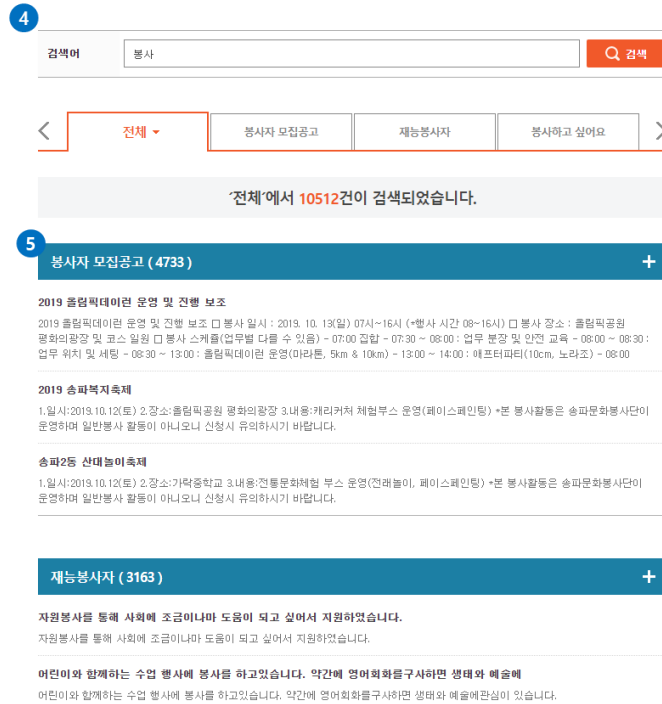 4
검색어
봉사
검색
전체
봉사자 모집공고
재능봉사자
봉사하고 싶어요
‘전체’에서 10512건이 검색되었습니다.
5
봉사자 모집공고 ( 4733 )
2019 올림픽데이런 운영 및 진행 보조
2019 올림픽데이런 운영 및 진행 보조 □ 봉사 일시 : 2019. 10. 13(일) 07시~16시 (*행사 시간 08~16시) □ 봉사 장소 : 올림픽공원
평화의광장 및 코스 일원 □ 봉사 스케쥴(업무별 다를 수 있음) - 07:00 집합 - 07:30 ~ 08:00 : 업무 분장 및 안전 교육 - 08:00 ~ 08:30 :
업무 위치 및 세팅 - 08:30 ~ 13:00 : 올림픽데이런 운영(마라톤, 5km & 10km) - 13:00 ~ 14:00 : 애프터파티(10cm, 노라조) - 08:00
2019 송파복지축제
1.일시:2019.10.12(토) 2.장소:올림픽공원 평화의광장 3.내용:캐리커처 체험부스 운영(페이스페인팅) *본 봉사활동은 송파문화봉사단이
운영하며 일반봉사 활동이 아니오니 신청시 유의하시기 바랍니다.
송파2동 산대놀이축제
1.일시:2019.10.12(토) 2.장소:가락중학교 3.내용:전통문화체험 부스 운영(전래놀이, 페이스페인팅) *본 봉사활동은 송파문화봉사단이
운영하며 일반봉사 활동이 아니오니 신청시 유의하시기 바랍니다.
재능봉사자 ( 3163 )
자원봉사를 통해 사회에 조금이나마 도움이 되고 싶어서 지원하였습니다.
자원봉사를 통해 사회에 조금이나마 도움이 되고 싶어서 지원하였습니다.
어린이와 함께하는 수업 행사에 봉사를 하고있습니다. 약간에 영어회화를구사하면 생태와 예술에
어린이와 함께하는 수업 행사에 봉사를 하고있습니다. 약간에 영어회화를구사하면 생태와 예술에관심이 있습니다.